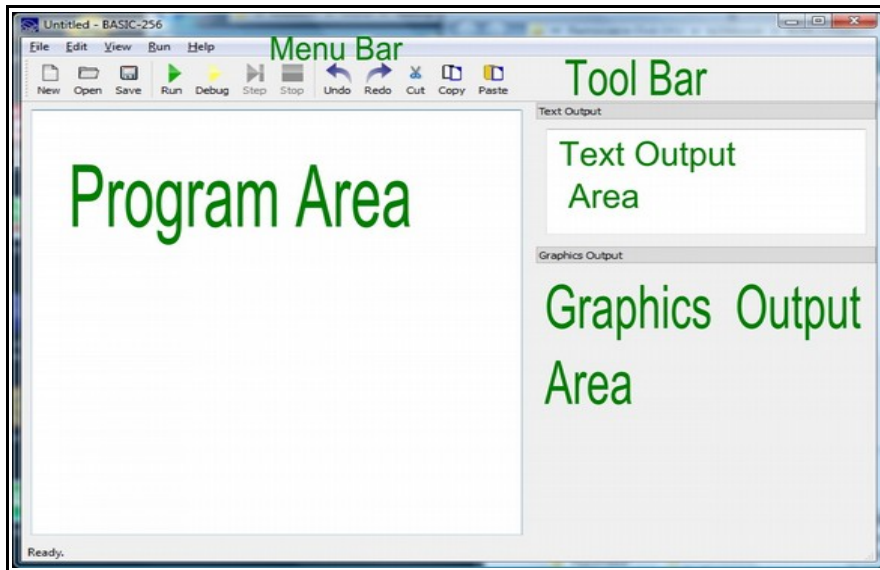 Untitled - BASIC-256
File Edit View Run Help
Menu Bar
New Open Save Run Debug Step Stop Undo Redo Cut Copy Paste
Tool Bar
Text Output
Text Output
Area
Program Area
Graphics Output
Graphics Output
Area
Ready.